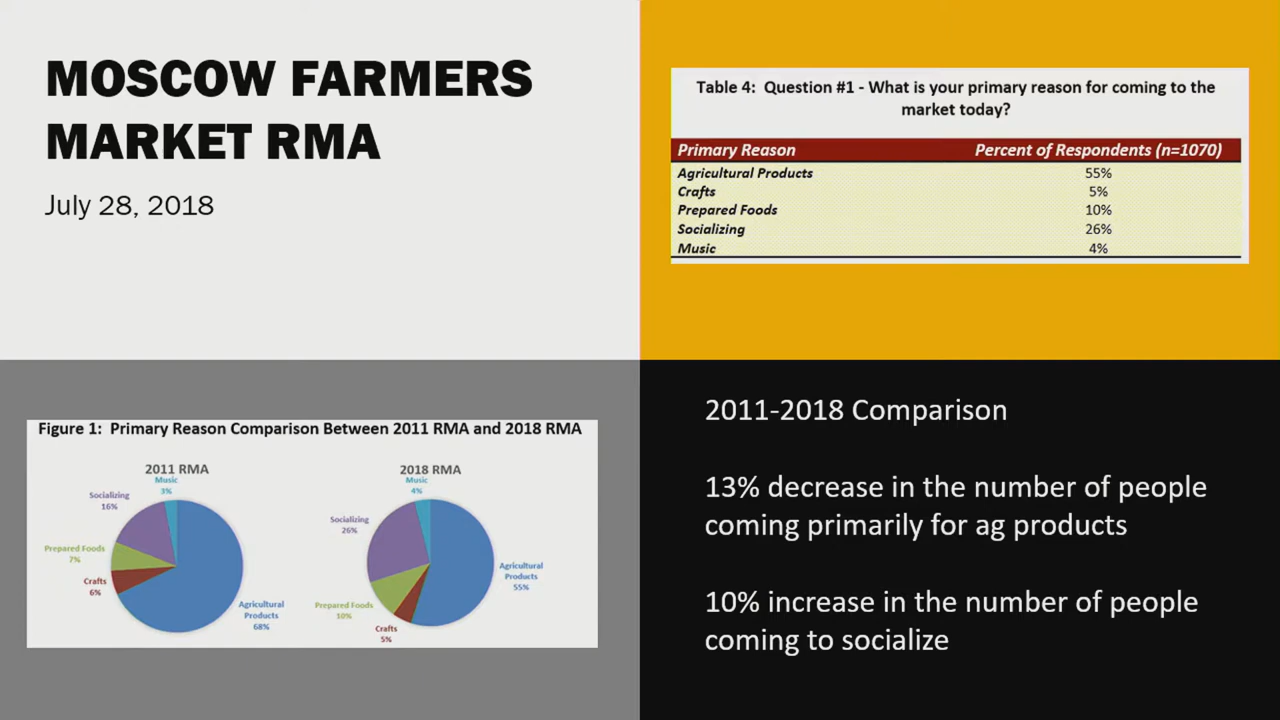 MOSCOW FARMERS
MARKET RMA
July 28, 2018
Table 4: Question #1 - What is your primary reason for coming to the
market today?
Primary Reason Percent of Respondents (n=1070)
Agricultural Products 55%
Crafts 5%
Prepared Foods 10%
Socializing 26%
Music 4%
Figure 1: Primary Reason Comparison Between 2011 RMA and 2018 RMA
2011 RMA
Music
3%
Socializing
16%
Prepared Foods
7%
Crafts
6%
Agricultural
Products
68%
2018 RMA
Music
4%
Socializing
26%
Prepared Foods
10%
Crafts
5%
Agricultural
Products
55%
2011-2018 Comparison
13% decrease in the number of people
coming primarily for ag products
10% increase in the number of people
coming to socialize